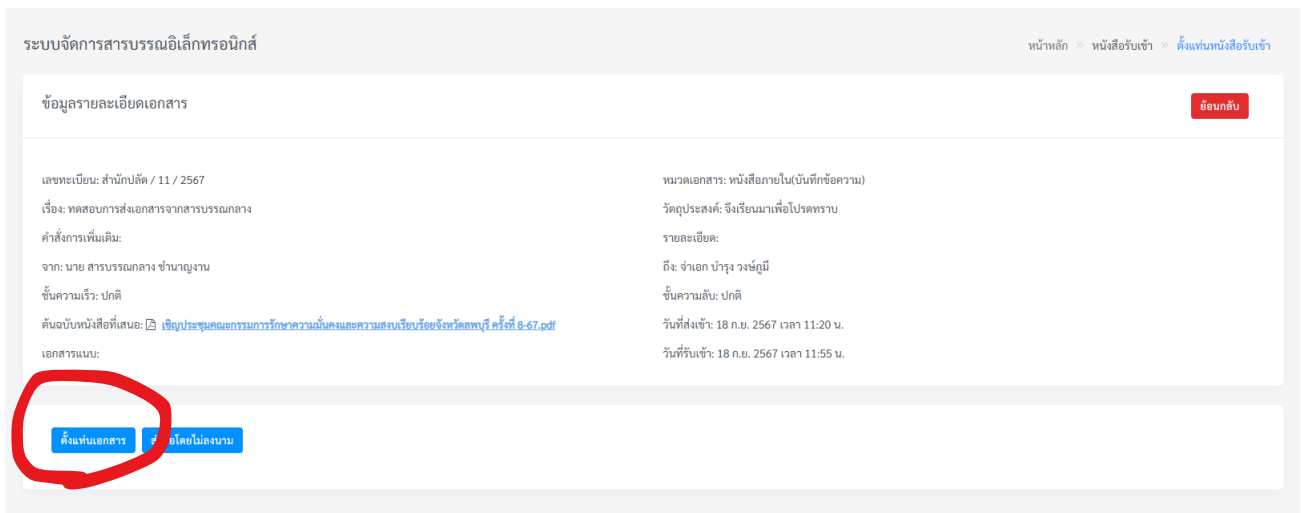 ระบบจัดการสารบรรณอิเล็กทรอนิกส์
หน้าหลัก » หนังสือรับเข้า » ตั้งแท่นหนังสือรับเข้า
ข้อมูลรายละเอียดเอกสาร
ย้อนกลับ
เลขทะเบียน: สำนักปลัด / 11 / 2567
หมวดเอกสาร: หนังสือภายใน(บันทึกข้อความ)
เรื่อง: ทดสอบการส่งเอกสารจากสารบรรณกลาง
วัตถุประสงค์: จึงเรียนมาเพื่อโปรดทราบ
คำสั่งการเพิ่มเติม:
รายละเอียด:
จาก: นาย สารบรรณกลาง ชำนาญงาน
ถึง: จ่าเอก บำรุง วงษ์ภูมี
ชั้นความเร็ว: ปกติ
ชั้นความลับ: ปกติ
ต้นฉบับหนังสือที่เสนอ: เชิญประชุมคณะกรรมการรักษาความมั่นคงและความสงบเรียบร้อยจังหวัดลพบุรี ครั้งที่ 8-67.pdf
วันที่ส่งเข้า: 18 ก.ย. 2567 เวลา 11:20 น.
เอกสารแนบ:
วันที่รับเข้า: 18 ก.ย. 2567 เวลา 11:55 น.
ตั้งแท่นเอกสาร
โดยไม่ลงนาม